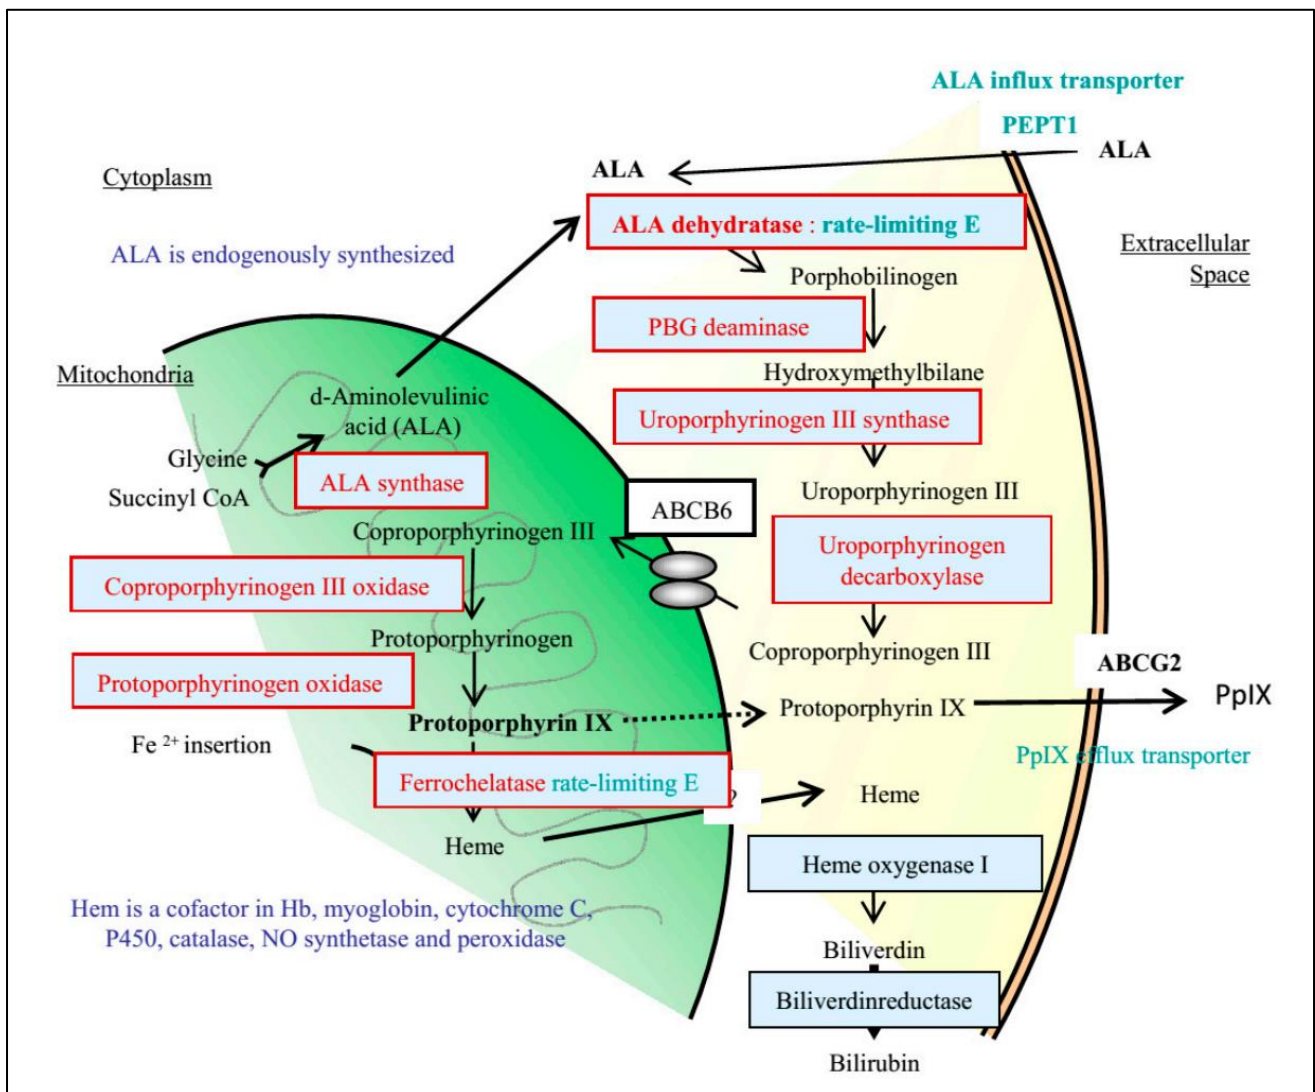 ALA influx transporter
PEPT1
ALA
ALA
Cytoplasm
ALA dehydratase : rate-limiting E
Extracellular
Space
ALA is endogenously synthesized
Porphobilinogen
PBG deaminase
Mitochondria
Hydroxymethylbilane
d-Aminolevulinic
acid (ALA)
Uroporphyrinogen III synthase
Glycine
Succinyl CoA
ALA synthase
Uroporphyrinogen III
ABCB6
Coproporphyrinogen III
Uroporphyrinogen
decarboxylase
Coproporphyrinogen III oxidase
Protoporphyrinogen
Coproporphyrinogen III
ABCG2
Protoporphyrinogen oxidase
Protoporphyrin IX
Protoporphyrin IX
PpIX
Fe 2+ insertion
PpIX efflux transporter
Ferrochelatase rate-limiting E
?
Heme
Heme
Heme oxygenase I
Hem is a cofactor in Hb, myoglobin, cytochrome C,
P450, catalase, NO synthetase and peroxidase
Biliverdin
Biliverdinreductase
Bilirubin